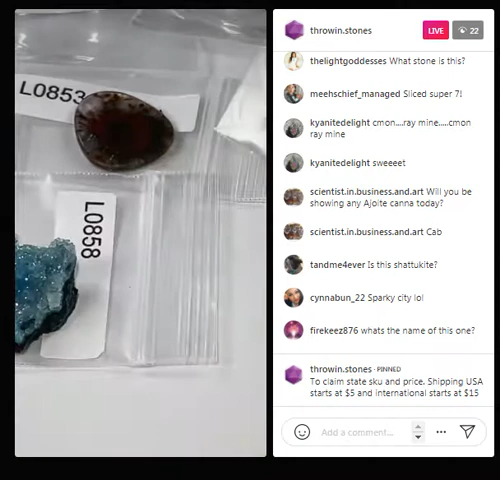 L0853
L0858
throwin.stones LIVE 22
thelightgoddesses What stone is this?
meehschief_managed Sliced super 7!
kyanitedelight cmon....ray mine.....cmon
ray mine
kyanitedelight sweeeet
scientist.in.business.and.art Will you be
showing any Ajoite canna today?
scientist.in.business.and.art Cab
tandme4ever Is this shattukite?
cynnabun_22 Sparky city lol
firekeez876 whats the name of this one?
throwin.stones · PINNED
To claim state sku and price. Shipping USA
starts at $5 and international starts at $15
Add a comment...